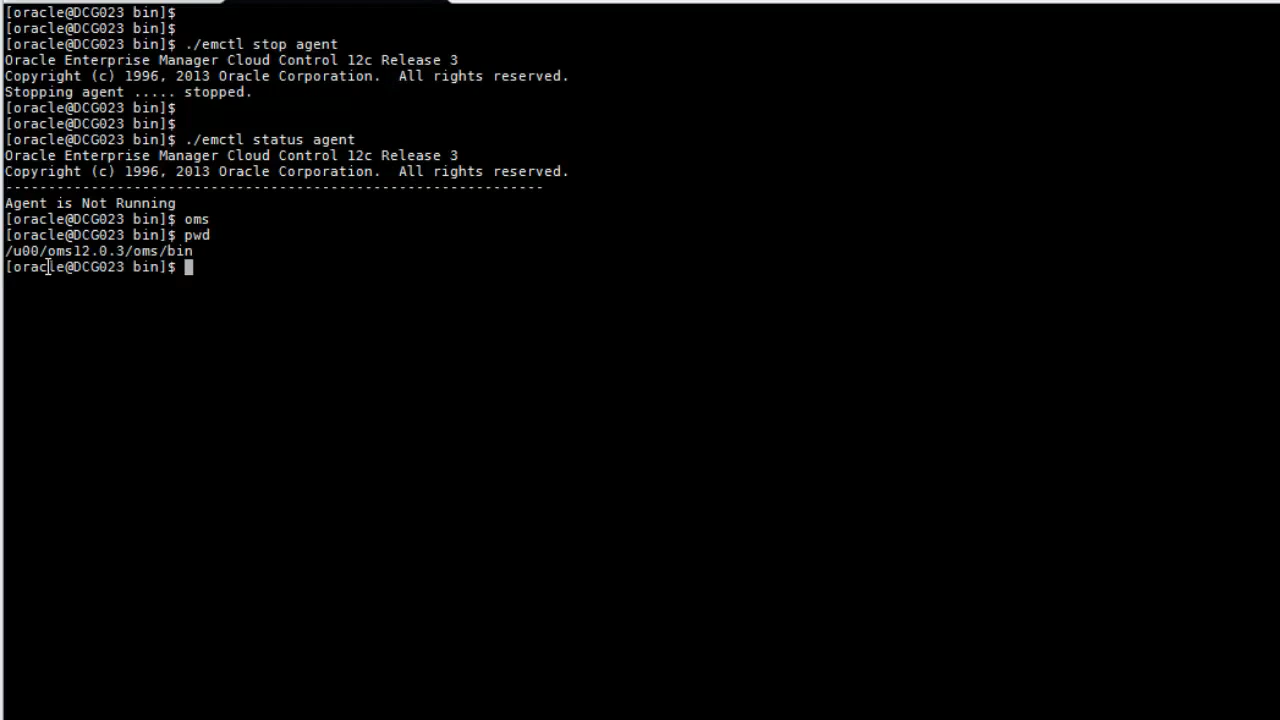 [oracle@DCG023 bin]$
[oracle@DCG023 bin]$
[oracle@DCG023 bin]$ ./emctl stop agent
Oracle Enterprise Manager Cloud Control 12c Release 3
Copyright (c) 1996, 2013 Oracle Corporation.  All rights reserved.
Stopping agent ..... stopped.
[oracle@DCG023 bin]$
[oracle@DCG023 bin]$
[oracle@DCG023 bin]$ ./emctl status agent
Oracle Enterprise Manager Cloud Control 12c Release 3
Copyright (c) 1996, 2013 Oracle Corporation.  All rights reserved.
---------------------------------------------------------------
Agent is Not Running
[oracle@DCG023 bin]$ oms
[oracle@DCG023 bin]$ pwd
/u00/oms12.0.3/oms/bin
[oracle@DCG023 bin]$